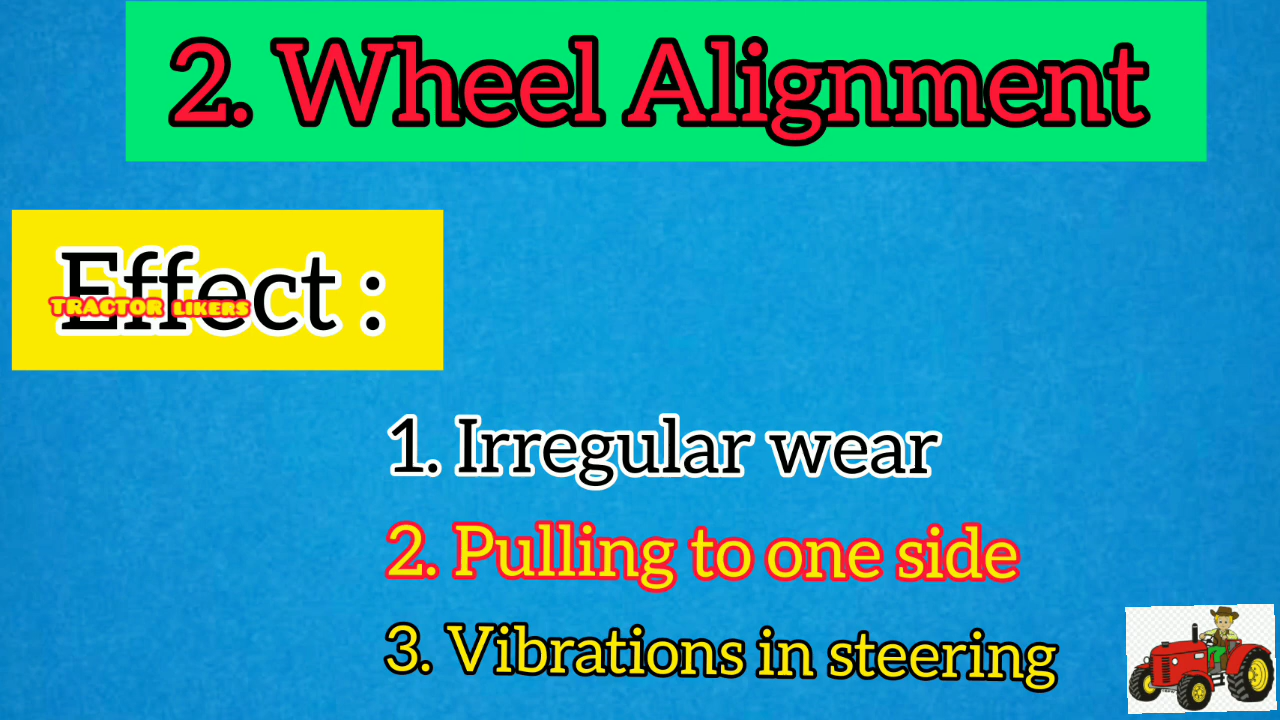 2. Wheel Alignment
Effect :
TRACTOR LIKERS
1. Irregular wear
2. Pulling to one side
3. Vibrations in steering